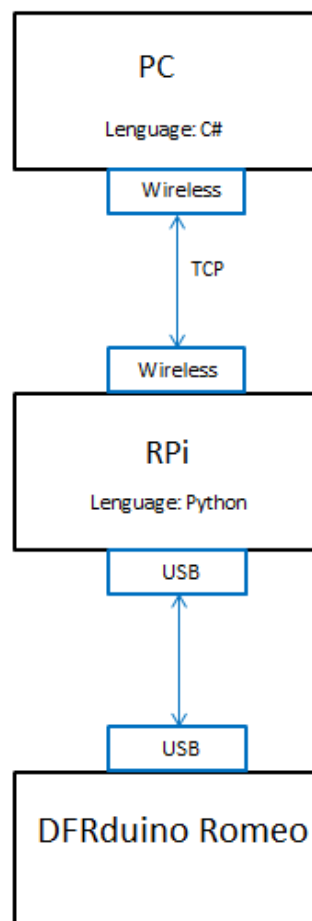 PC
Lenguage: C#
Wireless
TCP
Wireless
RPi
Lenguage: Python
USB
USB
DFRduino Romeo